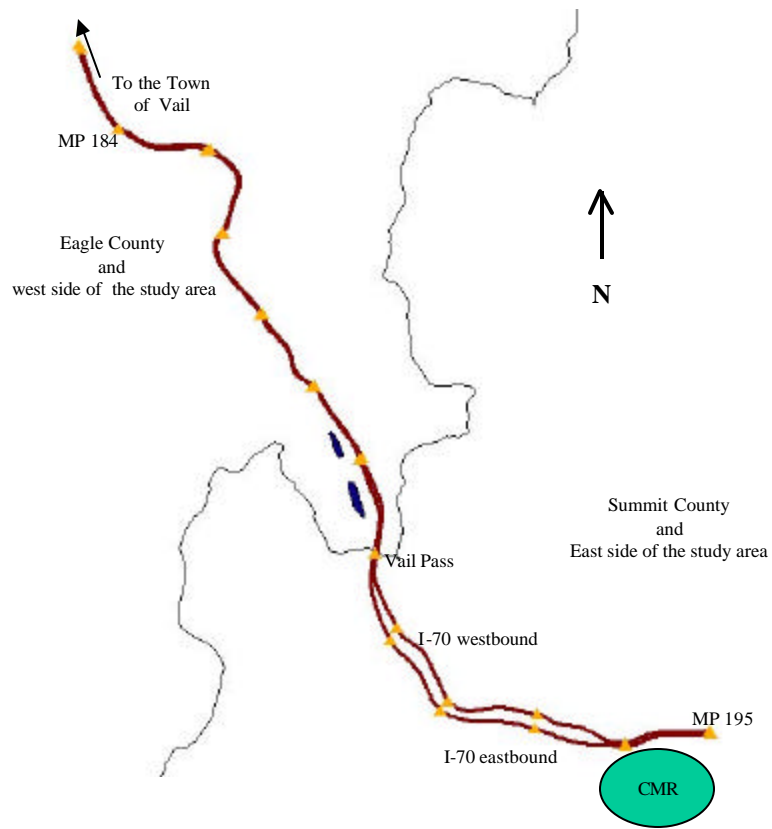 To the Town
of Vail
MP 184
Eagle County
and
west side of the study area
N
Summit County
and
East side of the study area
Vail Pass
I-70 westbound
MP 195
I-70 eastbound
CMR